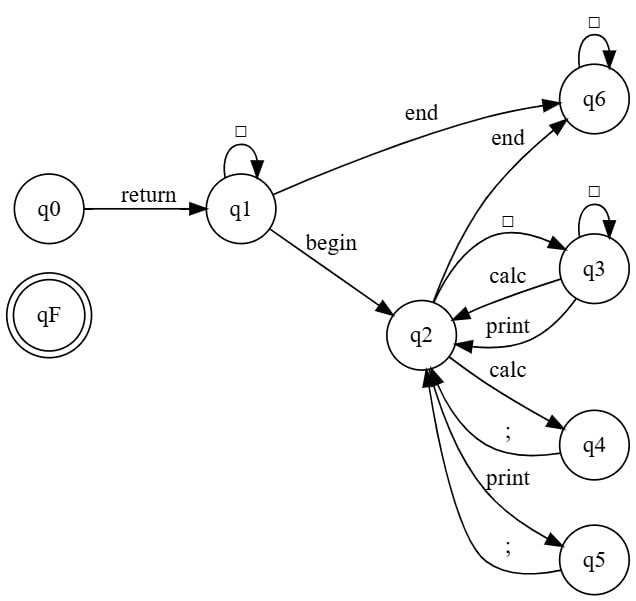 □
q6
end
end
□
return
q0
q1
□
□
q3
begin
calc
qF
print
q2
calc
;
q4
print
;
q5